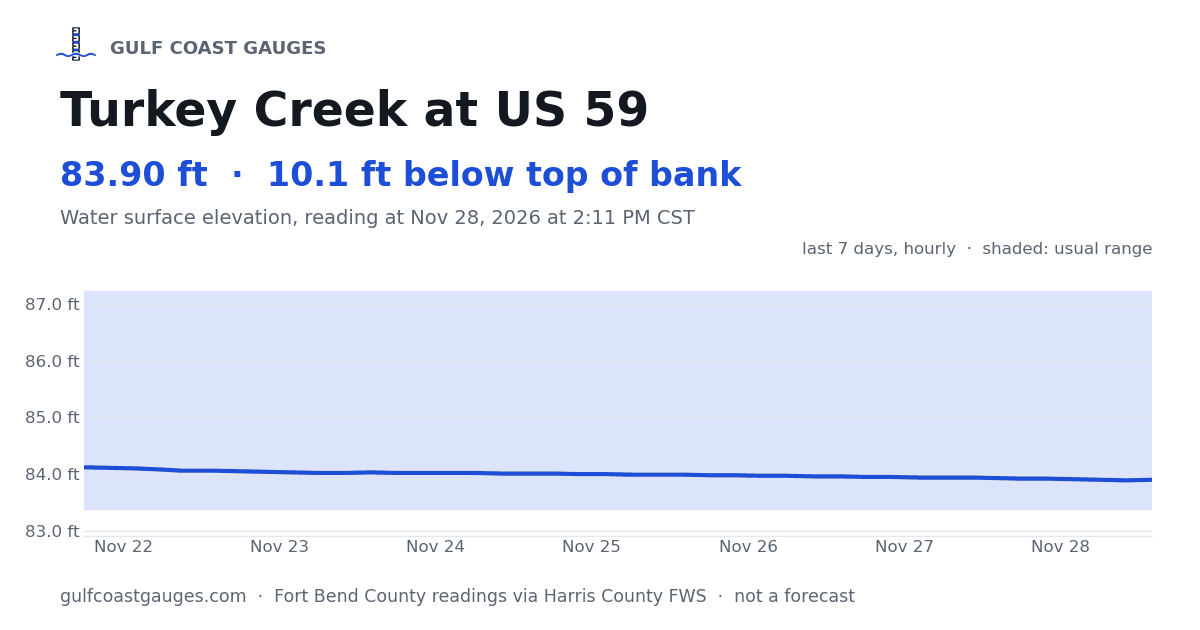 GULF COAST GAUGES
Turkey Creek at US 59
83.90 ft · 10.1 ft below top of bank
Water surface elevation, reading at Nov 28, 2026 at 2:11 PM CST
last 7 days, hourly · shaded: usual range
87.0 ft
86.0 ft
85.0 ft
84.0 ft
83.0 ft
Nov 22 Nov 23 Nov 24 Nov 25 Nov 26 Nov 27 Nov 28
gulfcoastgauges.com · Fort Bend County readings via Harris County FWS · not a forecast